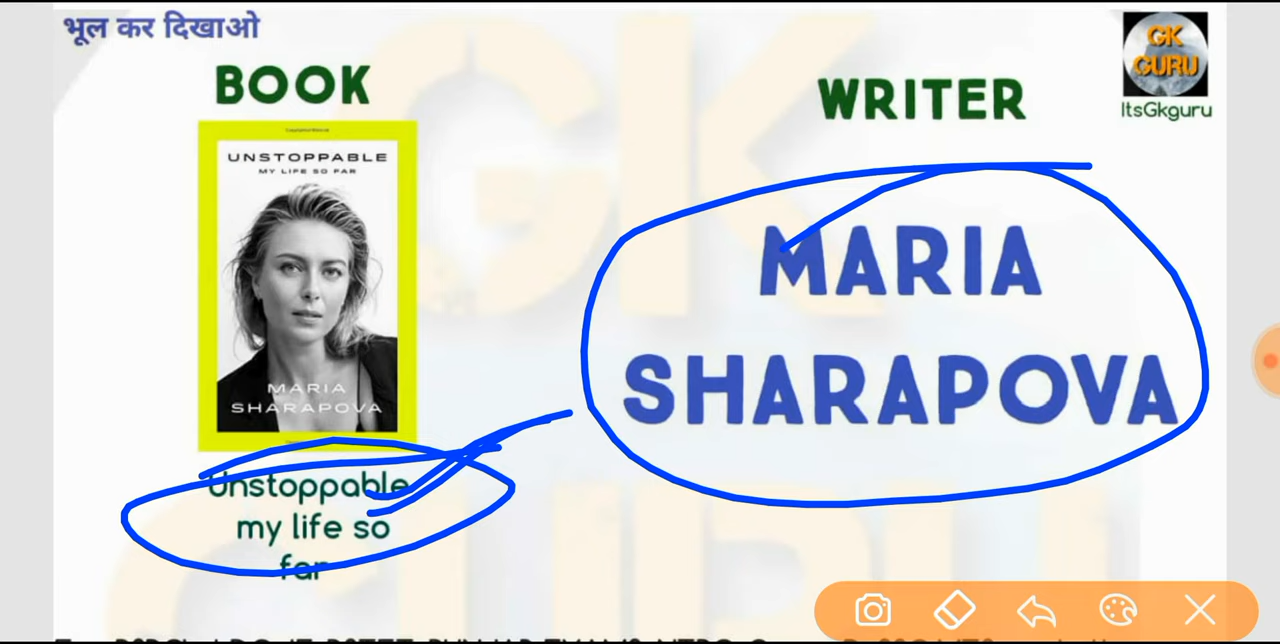 भूल कर दिखाओ
BOOK
WRITER
GK
GURU
ItsGkguru
UNSTOPPABLE
MY LIFE SO FAR
MARIA
SHARAPOVA
MARIA
SHARAPOVA
Unstoppable
my life so
far